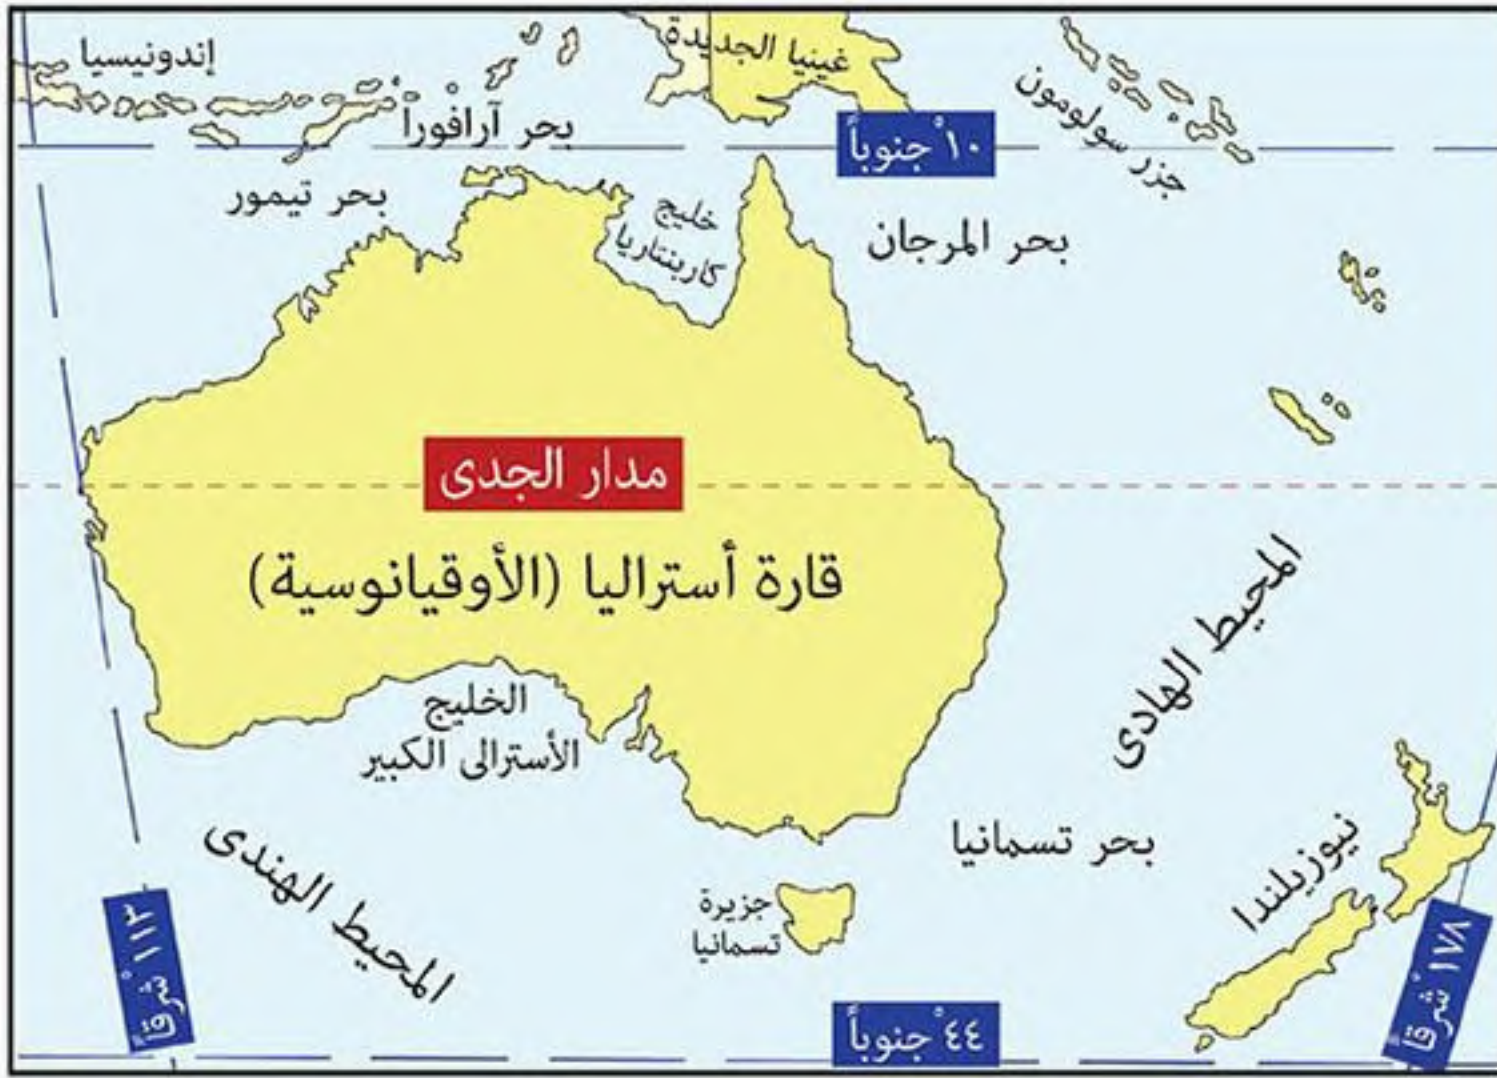 إندونيسيا
غينيا الجديدة
بحر آرافورا
جزر سولومون
١٠° جنوباً
بحر تيمور
خليج
كاربنتاريا
بحر المرجان
مدار الجدى
قارة أستراليا (الأوقيانوسية)
المحيط الهادى
الخليج
الأسترالى الكبير
بحر تسمانيا
نيوزيلندا
المحيط الهندى
جزيرة
تسمانيا
١١٣° شرقاً
١٧٨° شرقاً
٤٤° جنوباً